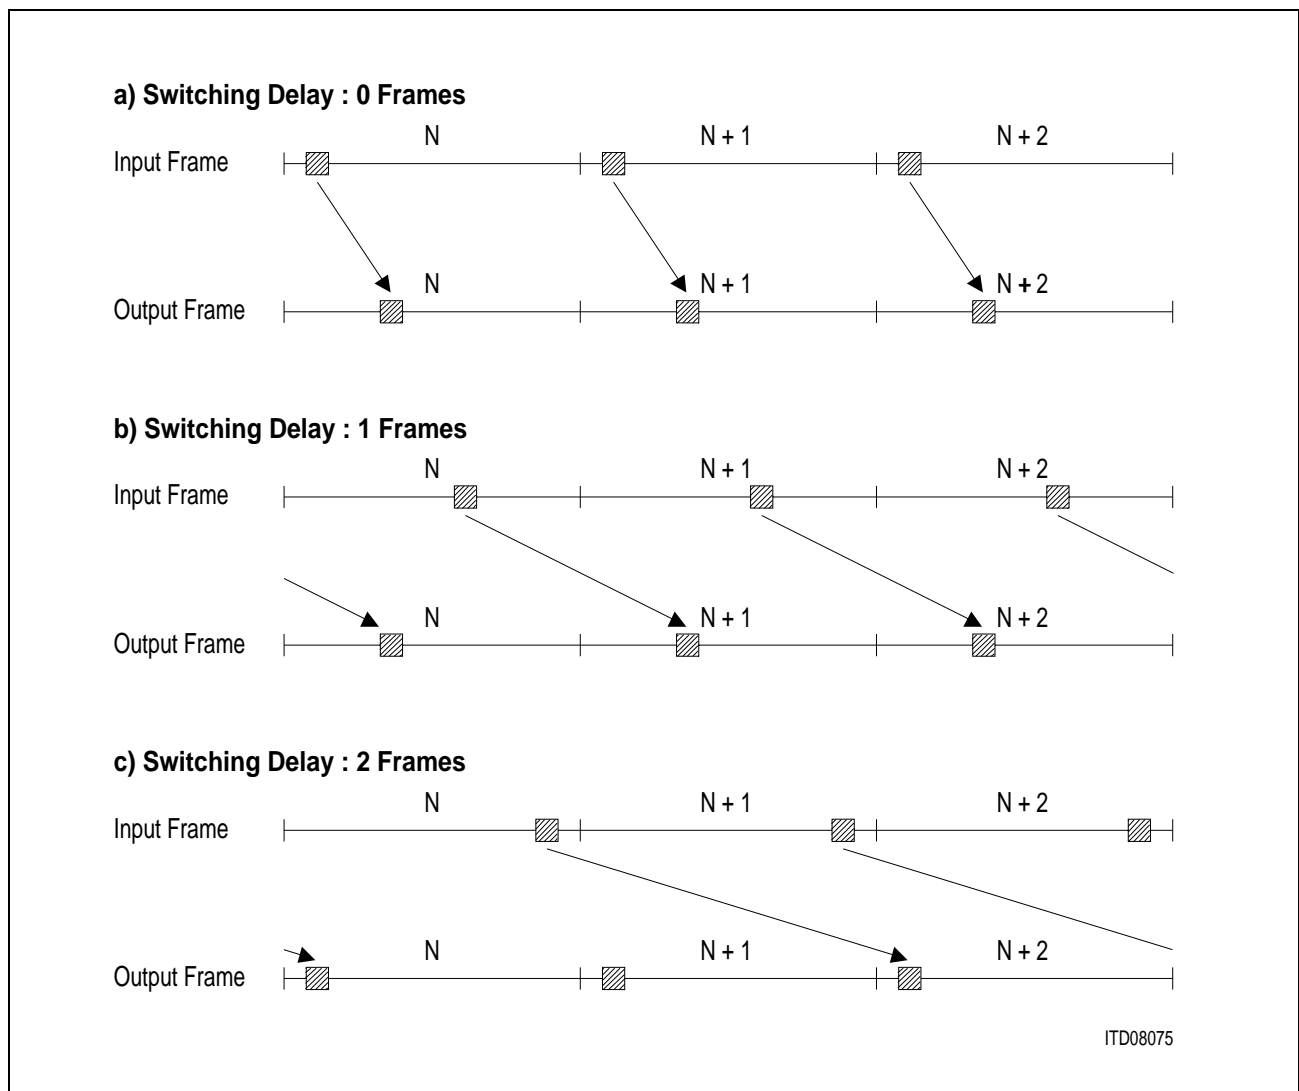 a) Switching Delay : 0 Frames
N N + 1 N + 2
Input Frame
N N + 1 N + 2
Output Frame
b) Switching Delay : 1 Frames
N N + 1 N + 2
Input Frame
N N + 1 N + 2
Output Frame
c) Switching Delay : 2 Frames
N N + 1 N + 2
Input Frame
N N + 1 N + 2
Output Frame
ITD08075